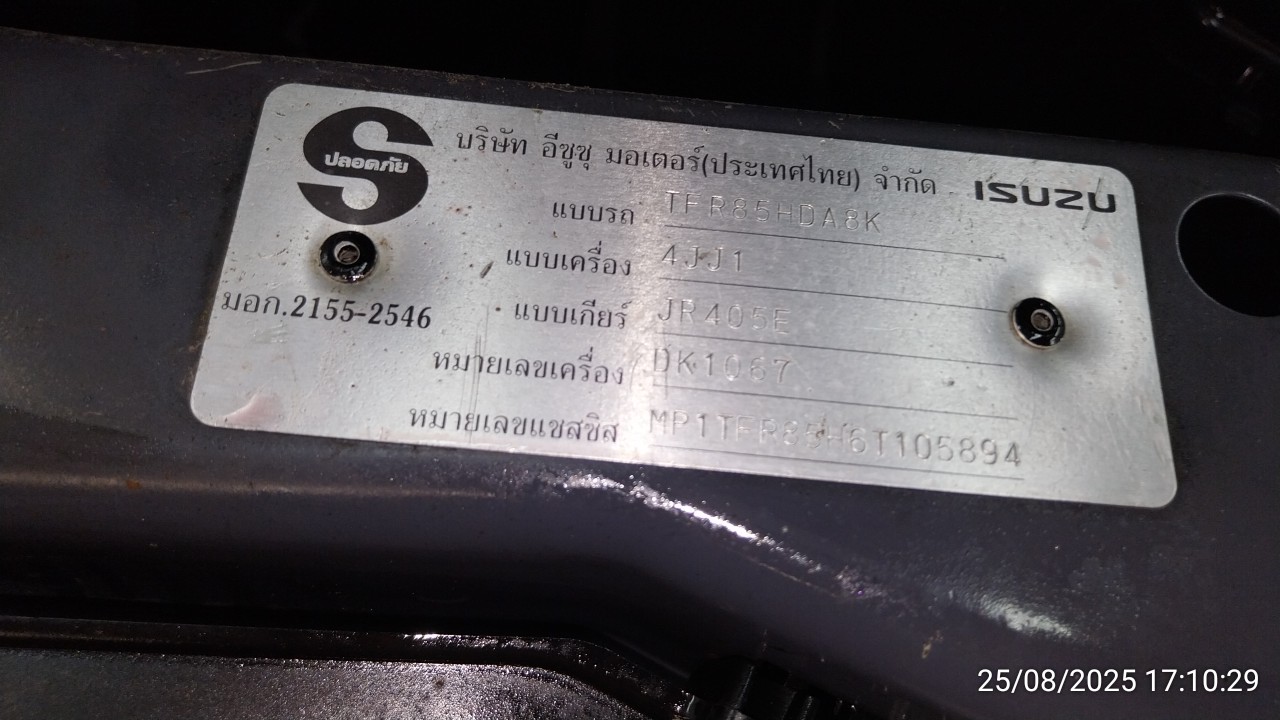 ปลอดภัย
บริษัท อีซูซุ มอเตอร์(ประเทศไทย) จำกัด ISUZU
แบบรถ TFR85HDA8K
แบบเครื่อง 4JJ1
มอก.2155-2546
แบบเกียร์ JR405E
หมายเลขเครื่อง DK1067
หมายเลขแชสซิส MP1TFR85H6T105894
25/08/2025 17:10:29